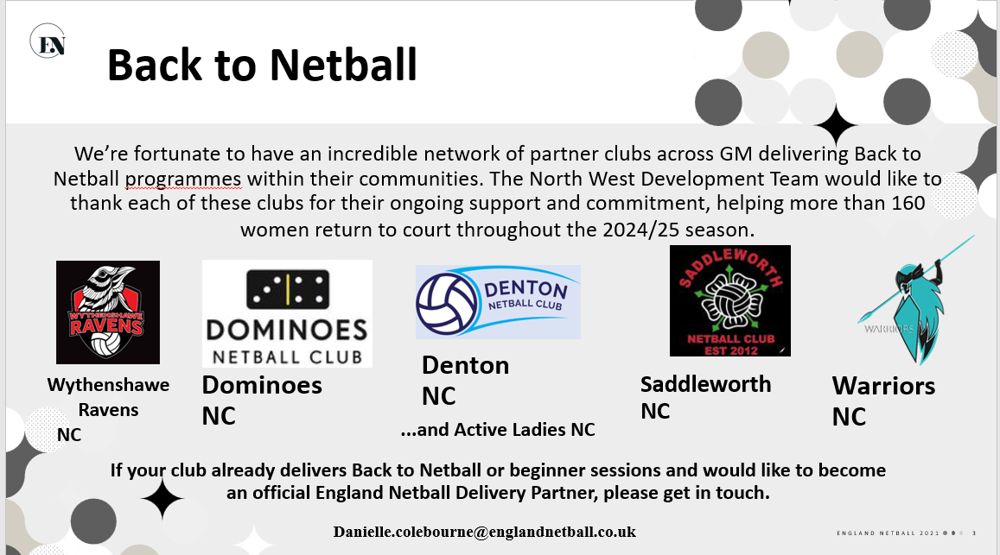 EN
Back to Netball
We're fortunate to have an incredible network of partner clubs across GM delivering Back to
Netball programmes within their communities. The North West Development Team would like to
thank each of these clubs for their ongoing support and commitment, helping more than 160
women return to court throughout the 2024/25 season.
WYTHENSHAWE
RAVENS
DOMINOES
NETBALL CLUB
DENTON
NETBALL CLUB
SADDLEWORTH
NETBALL CLUB
EST 2012
WARRIORS
Wythenshawe
Ravens
NC
Dominoes
NC
Denton
NC
...and Active Ladies NC
Saddleworth
NC
Warriors
NC
If your club already delivers Back to Netball or beginner sessions and would like to become
an official England Netball Delivery Partner, please get in touch.
Danielle.colebourne@englandnetball.co.uk
ENGLAND NETBALL 2021
3